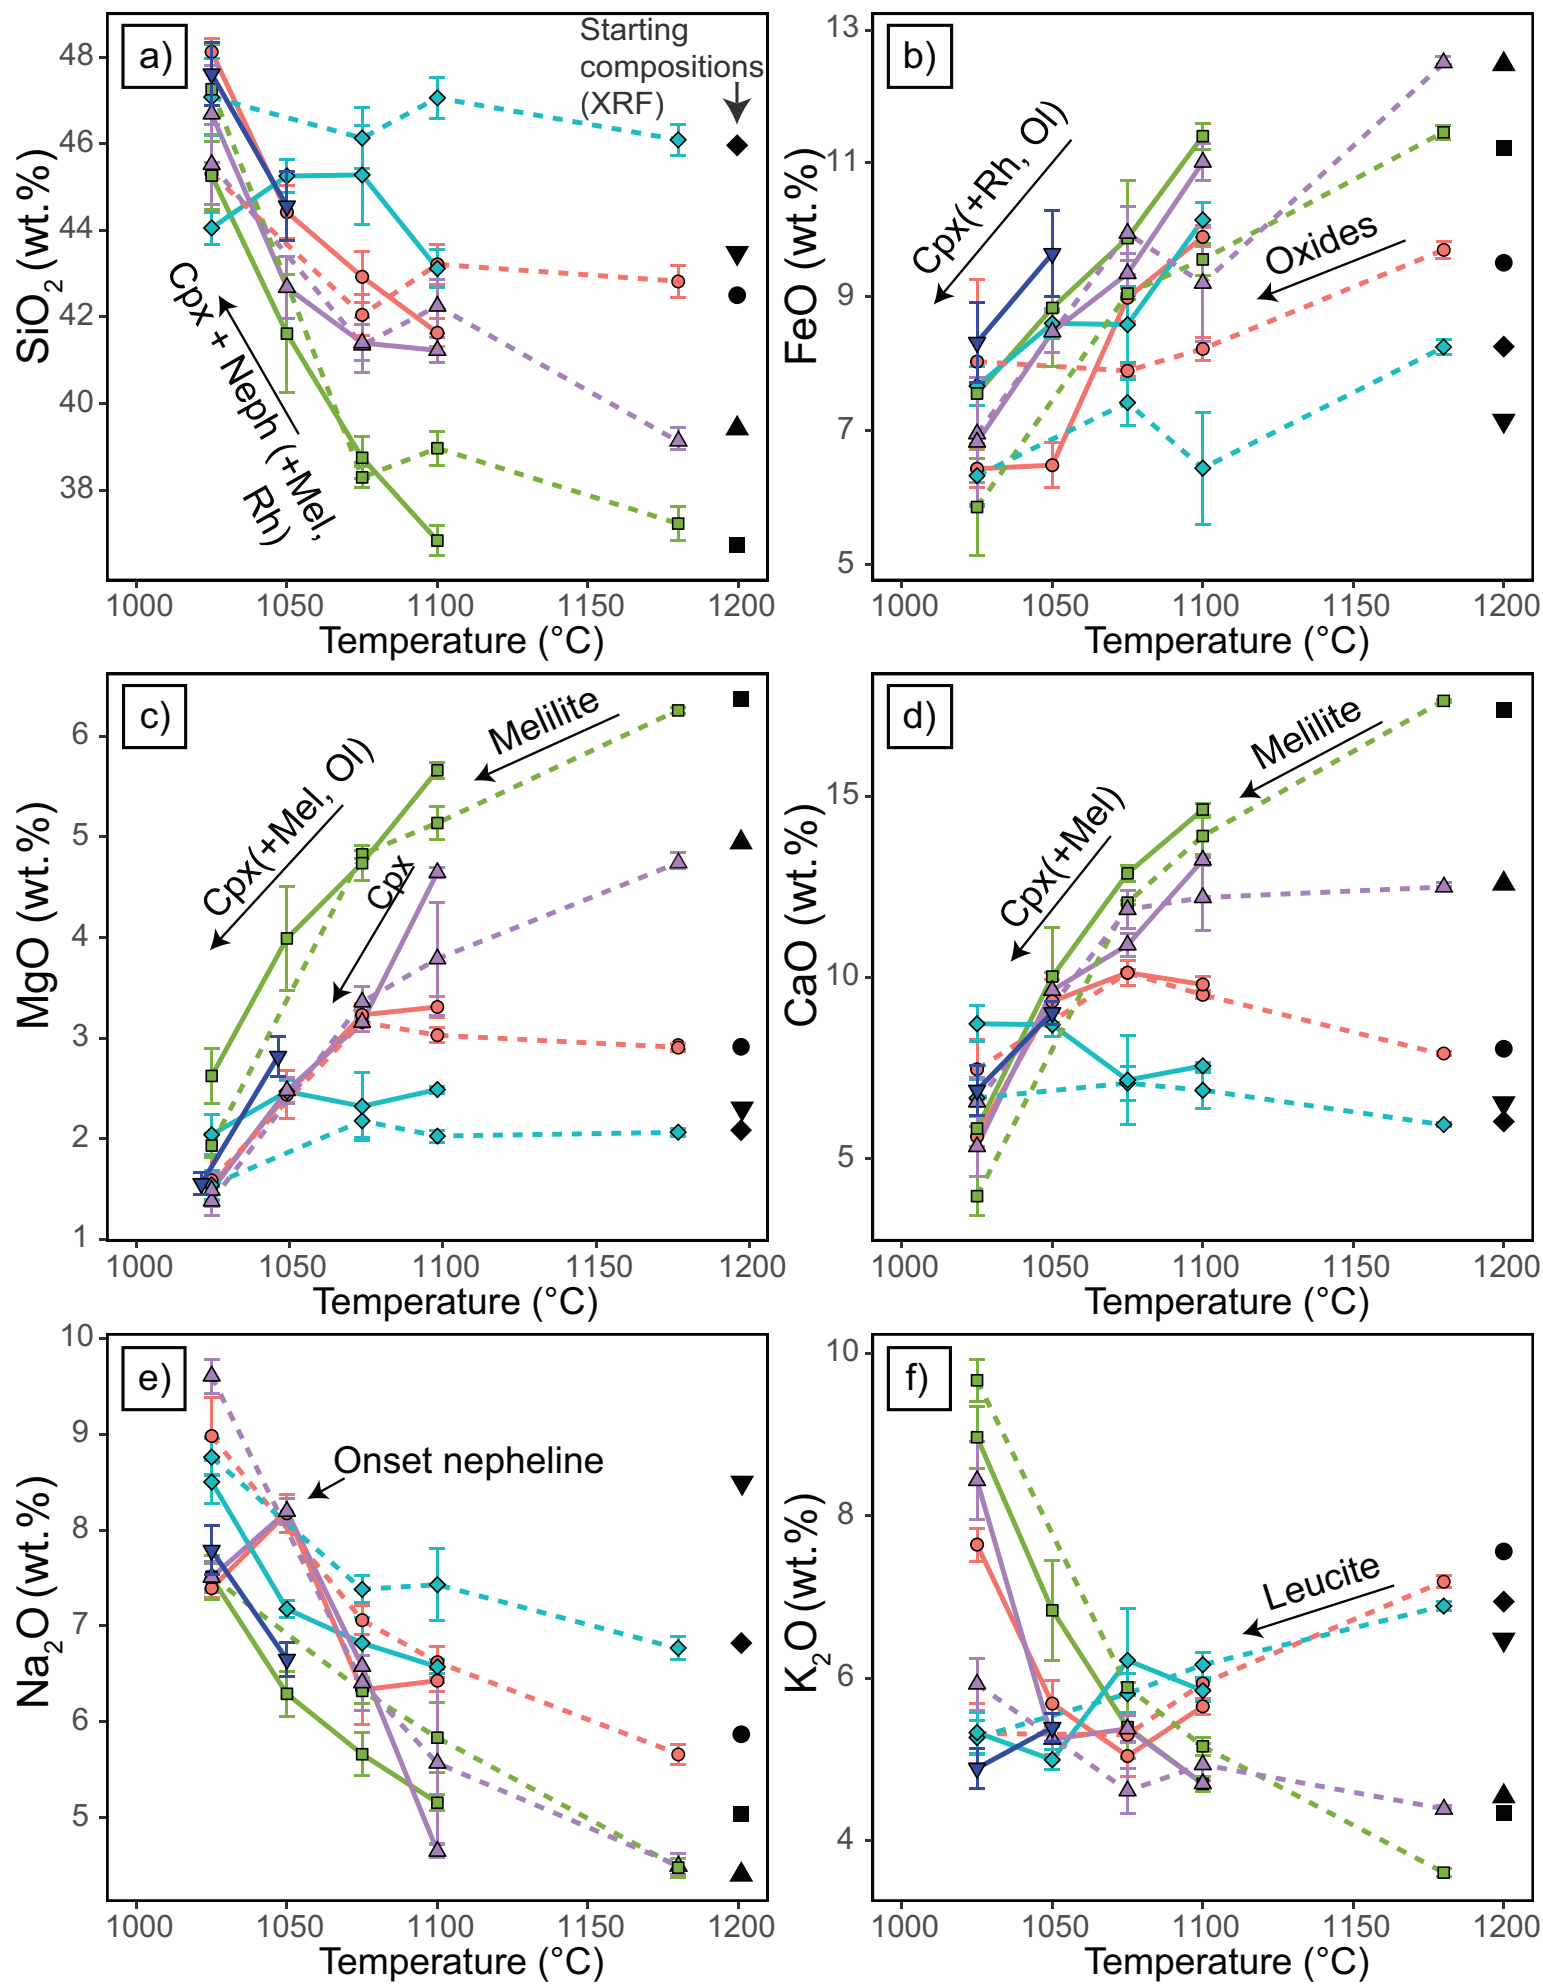 a)
Starting
compositions
(XRF)
48
46
44
42
40
38
SiO2 (wt.%)
Cpx + Neph (+Mel,
Rh)
1000
1050
1100
1150
1200
Temperature (°C)
b)
13
11
9
7
5
FeO (wt.%)
Cpx(+Rh, Ol)
Oxides
1000
1050
1100
1150
1200
Temperature (°C)
c)
6
5
4
3
2
1
MgO (wt.%)
Cpx(+Mel, Ol)
Cpx
Melilite
1000
1050
1100
1150
1200
Temperature (°C)
d)
15
10
5
CaO (wt.%)
Cpx(+Mel)
Melilite
1000
1050
1100
1150
1200
Temperature (°C)
e)
10
9
8
7
6
5
Na2O (wt.%)
Onset nepheline
1000
1050
1100
1150
1200
Temperature (°C)
f)
10
8
6
4
K2O (wt.%)
Leucite
1000
1050
1100
1150
1200
Temperature (°C)